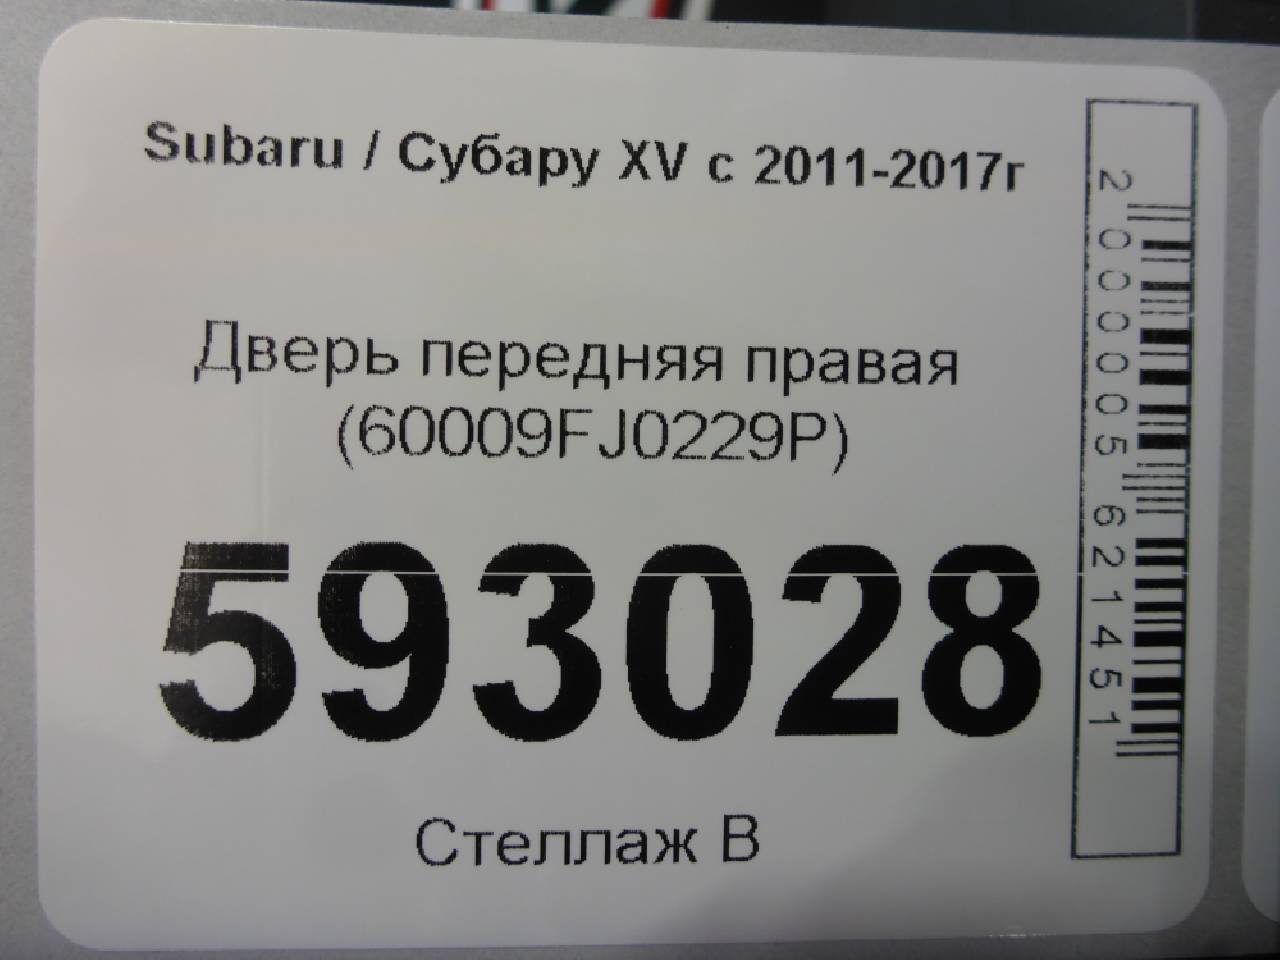 Subaru / Субару XV с 2011-2017г
Дверь передняя правая
(60009FJ0229P)
593028
Стеллаж В
2000005621451